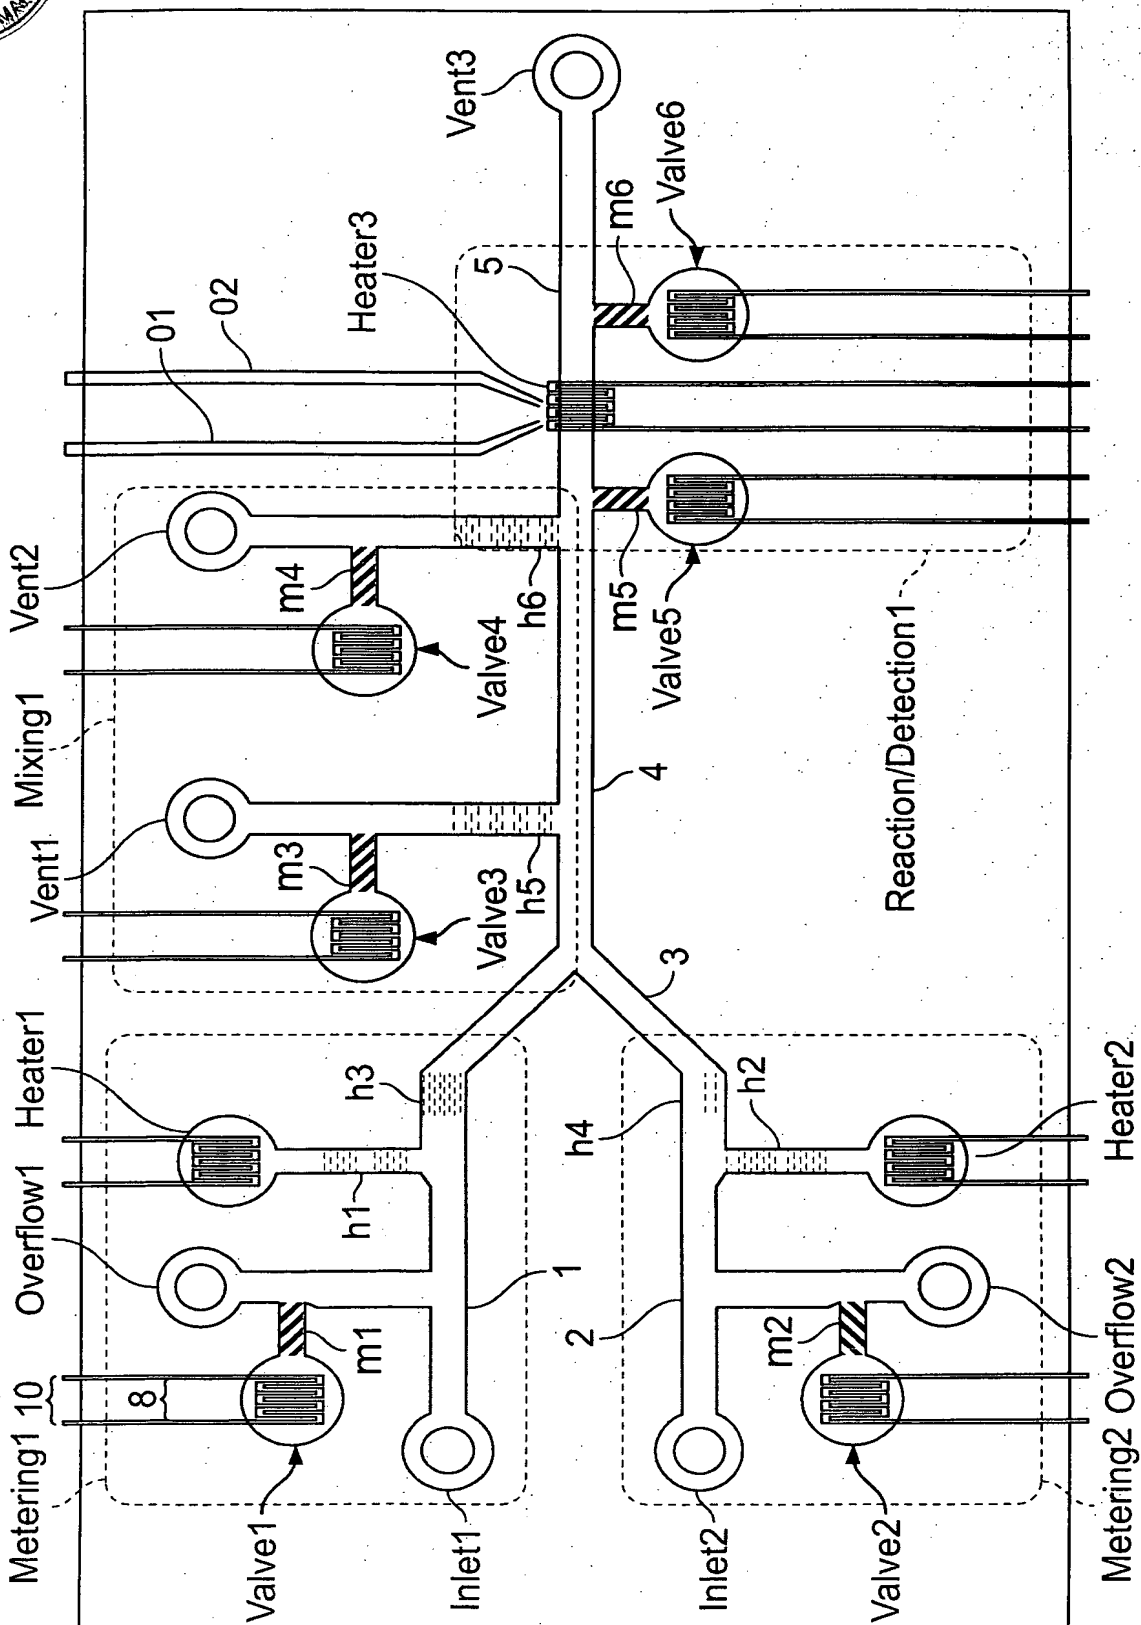 Metering1
10
8
Overflow1
Heater1
Vent1
Mixing1
Vent2
01
02
Heater3
Vent3
5
m6
Valve6
m4
Valve4
h6
m5
Valve5
m3
Valve3
h5
4
Reaction/Detection1
3
h3
h1
m1
1
Valve1
Inlet1
h4
h2
2
m2
Inlet2
Valve2
Heater2
Overflow2
Metering2